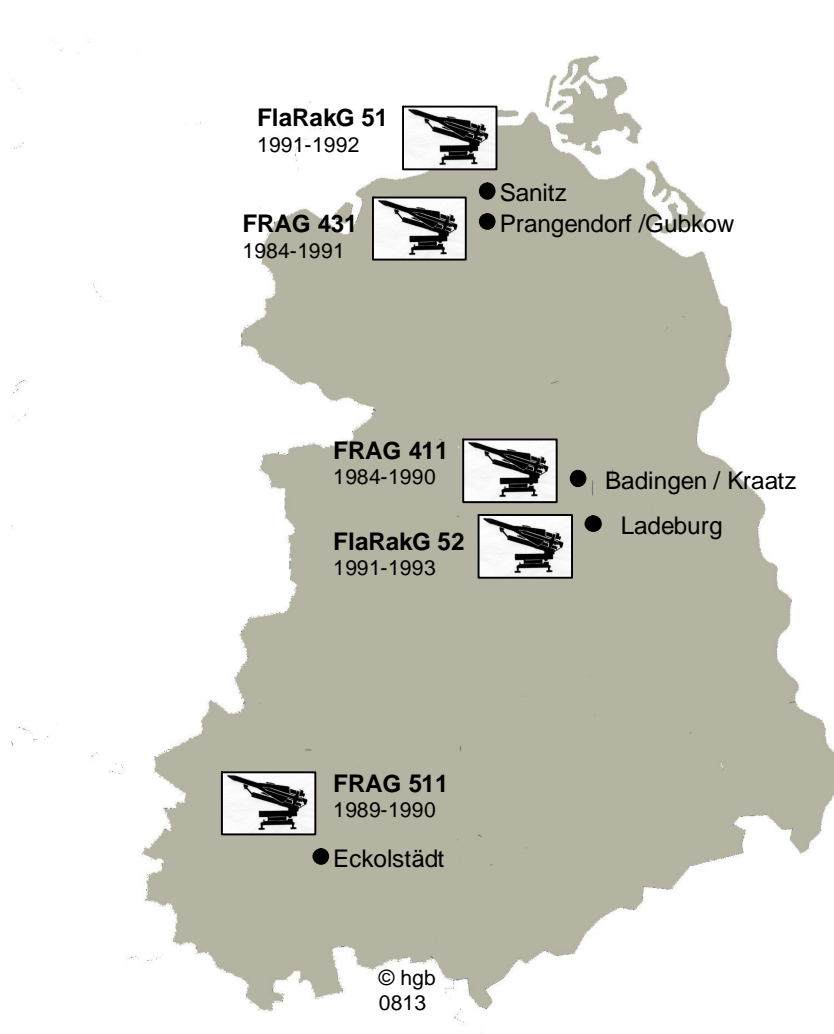 FlaRakG 51
1991-1992
Sanitz
FRAG 431
Prangendorf /Gubkow
1984-1991
FRAG 411
1984-1990
Badingen / Kraatz
Ladeburg
FlaRakG 52
1991-1993
FRAG 511
1989-1990
Eckolstädt
© hgb
0813